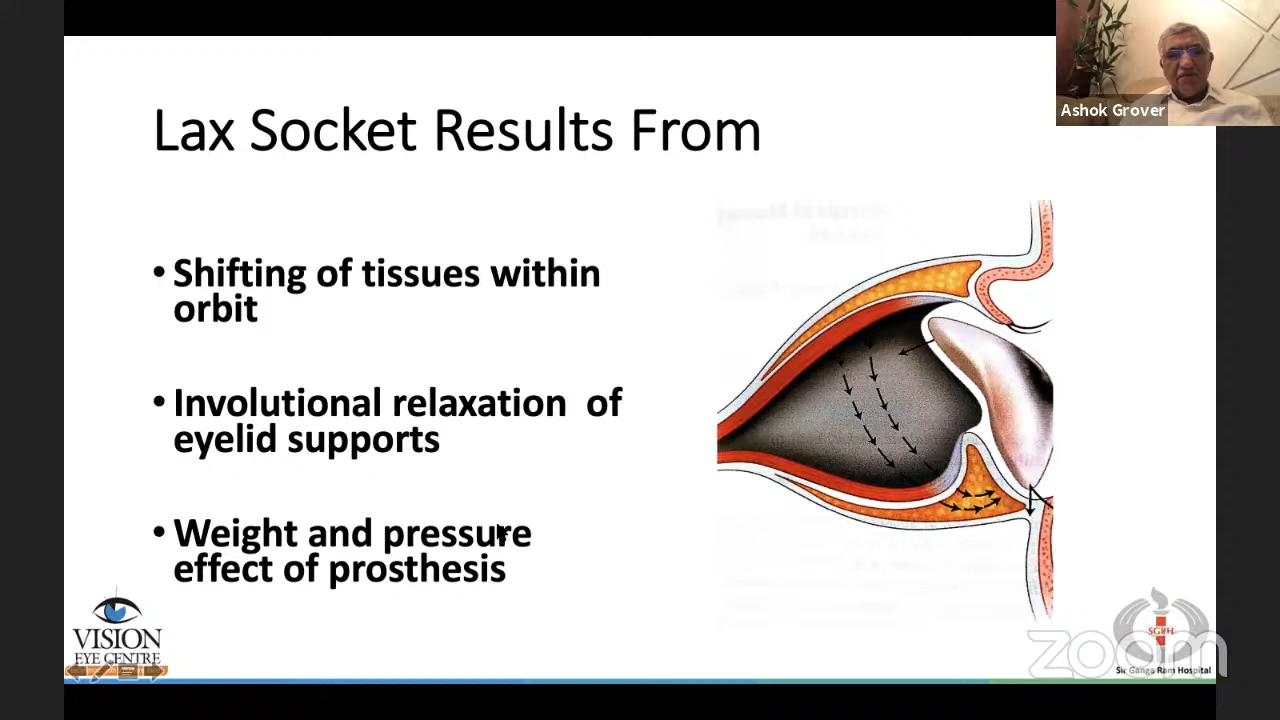 Ashok Grover
Lax Socket Results From
• Shifting of tissues within
orbit
• Involutional relaxation of
eyelid supports
• Weight and pressure
effect of prosthesis
VISION
EYE CENTRE
SGRH
Sir Ganga Ram Hospital
zoom